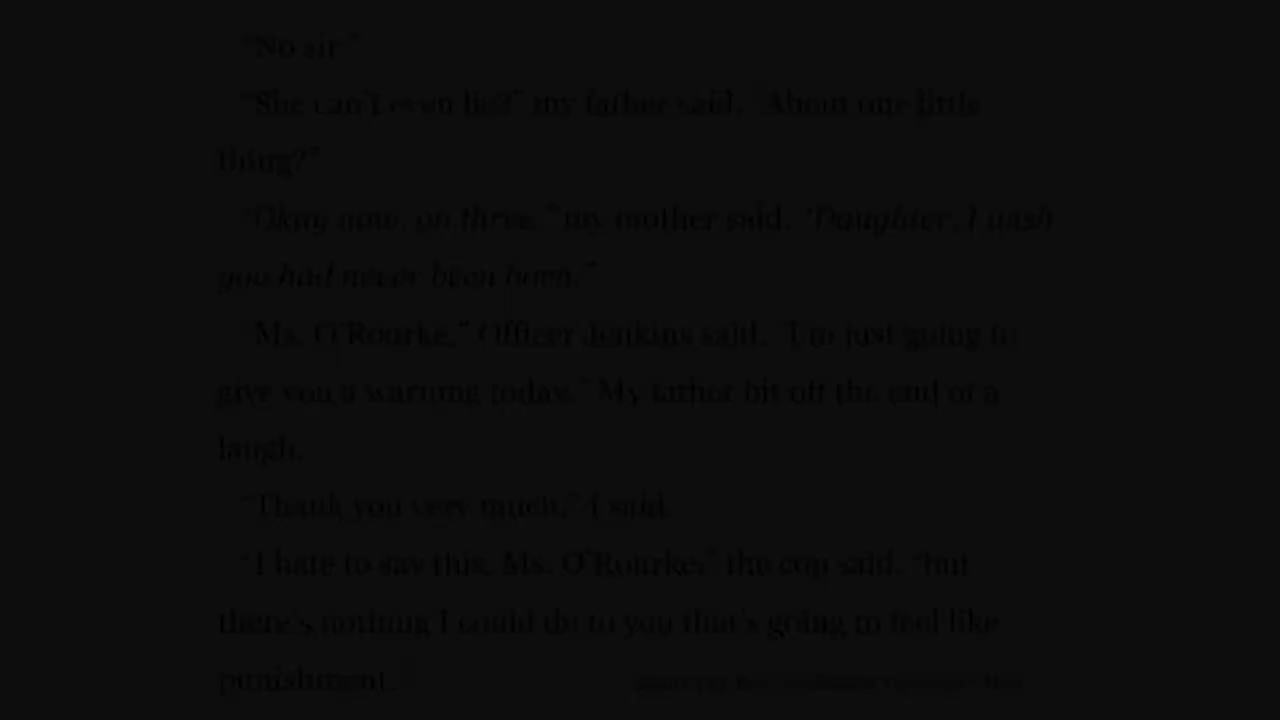 "No sir."
"She can't even lie?" my father said. "About one little
thing?"
"Okay now, on three," my mother said. "Daughter, I wish
you had never been born."
"Ms. O'Rourke," Officer Jenkins said. "I'm just going to
give you a warning today." My father bit off the end of a
laugh.
"Thank you very much," I said.
"I hate to say this, Ms. O'Rourke," the cop said, "but
there's nothing I could do to you that's going to feel like
punishment."